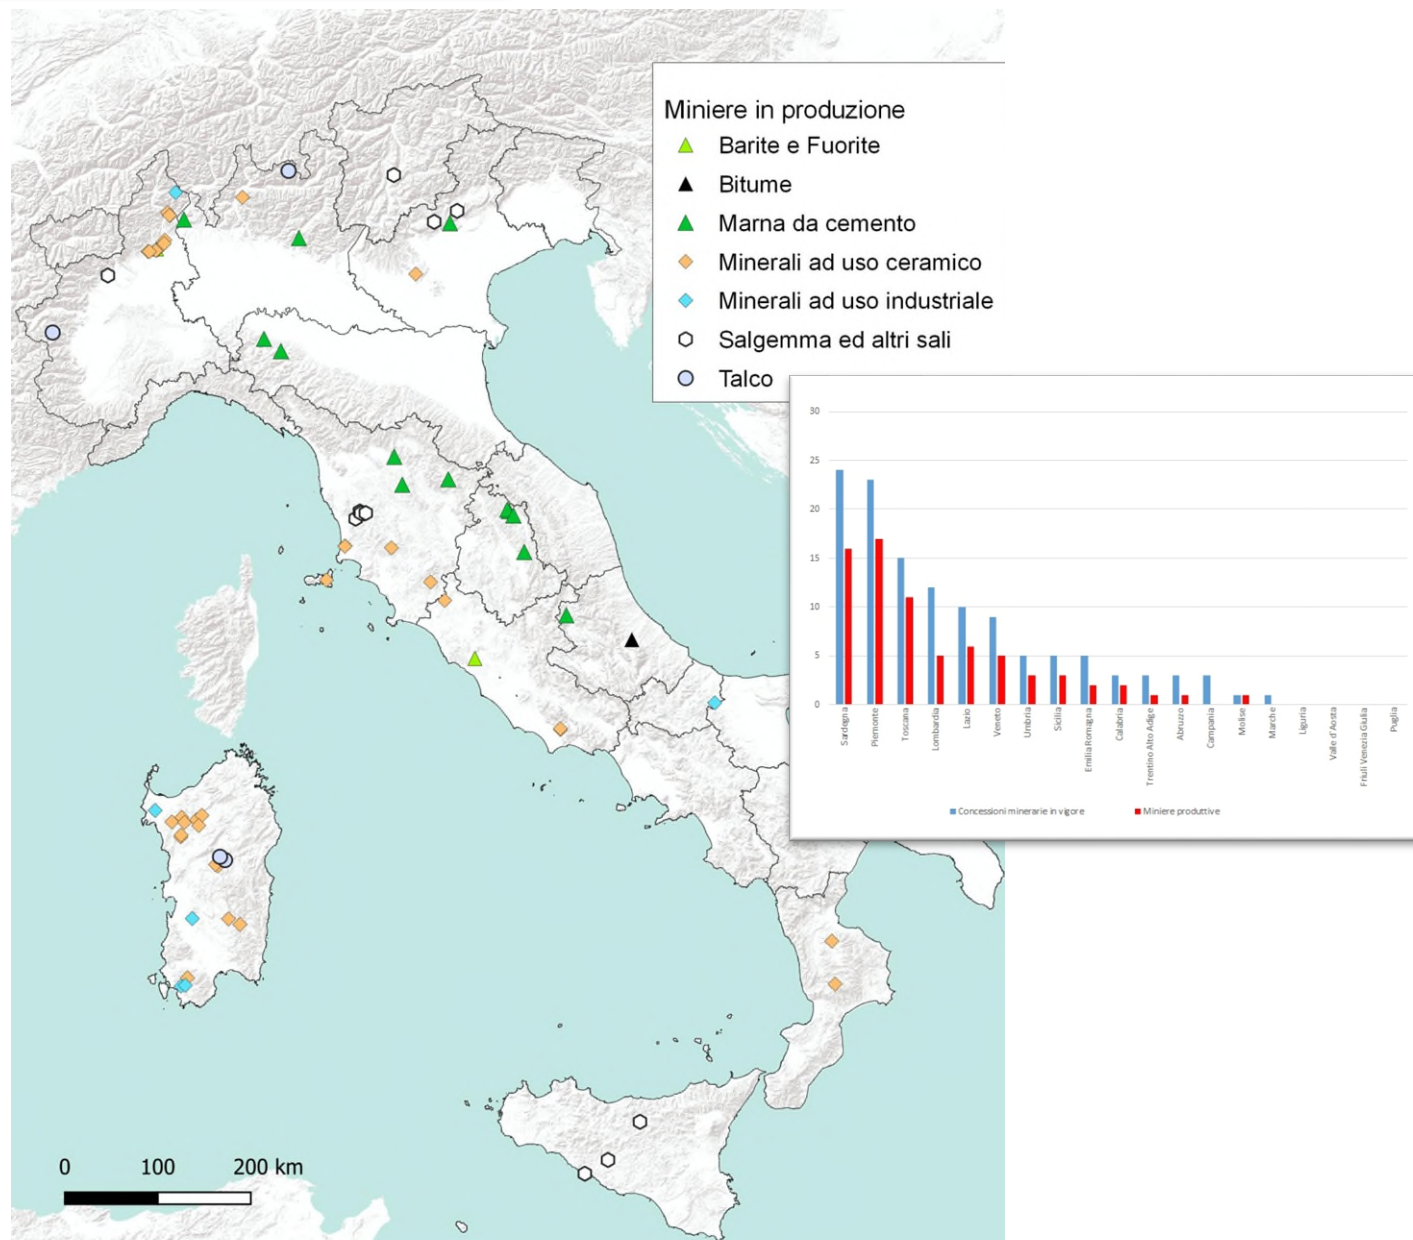 Miniere in produzione
Barite e Fuorite
Bitume
Marna da cemento
Minerali ad uso ceramico
Minerali ad uso industriale
Salgemma ed altri sali
Talco
30
25
20
15
10
5
0
Sardegna
Piemonte
Toscana
Lombardia
Lazio
Veneto
Umbria
Sicilia
Emilia Romagna
Calabria
Trentino Alto Adige
Abruzzo
Campania
Molise
Marche
Liguria
Valle d'Aosta
Friuli Venezia Giulia
Puglia
Concessioni minerarie in vigore
Miniere produttive
0 100 200 km